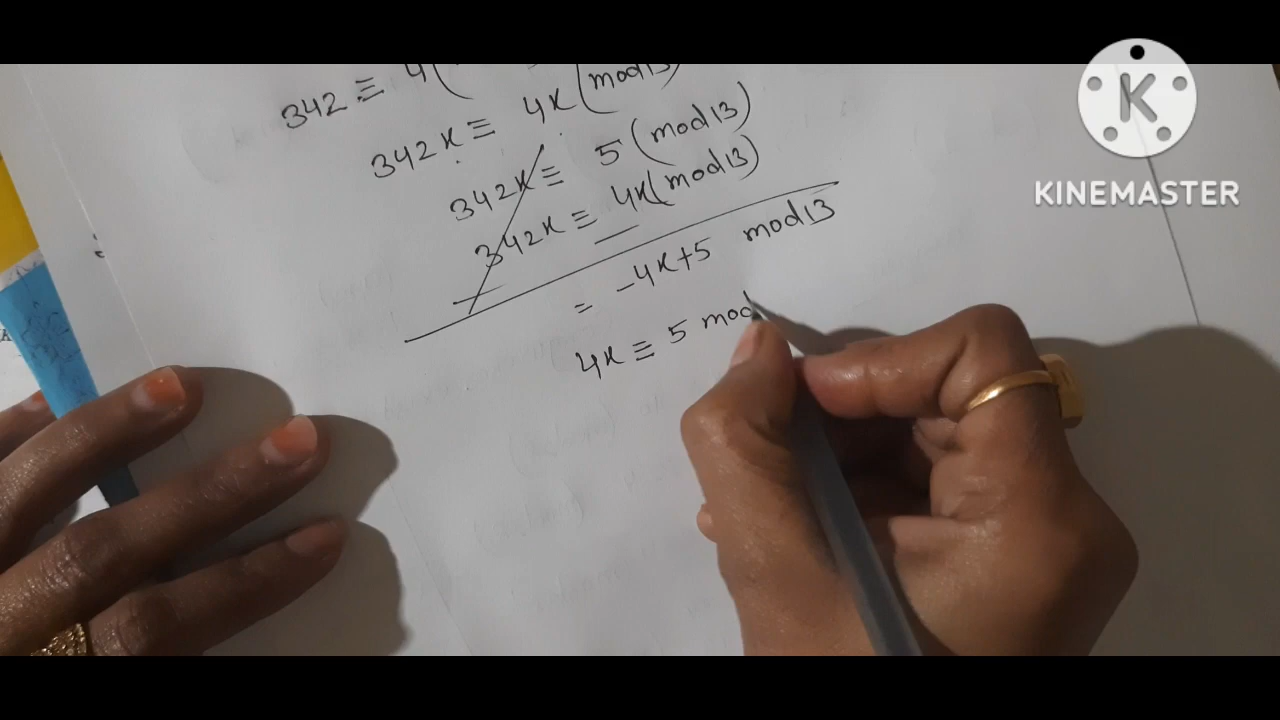 342 ≡ 4(
342x ≡ 4x(mod 13)
342x ≡ 5(mod 13)
342x ≡ 4x(mod 13)
= -4x+5 mod 13
4x ≡ 5 mod
K
KINEMASTER